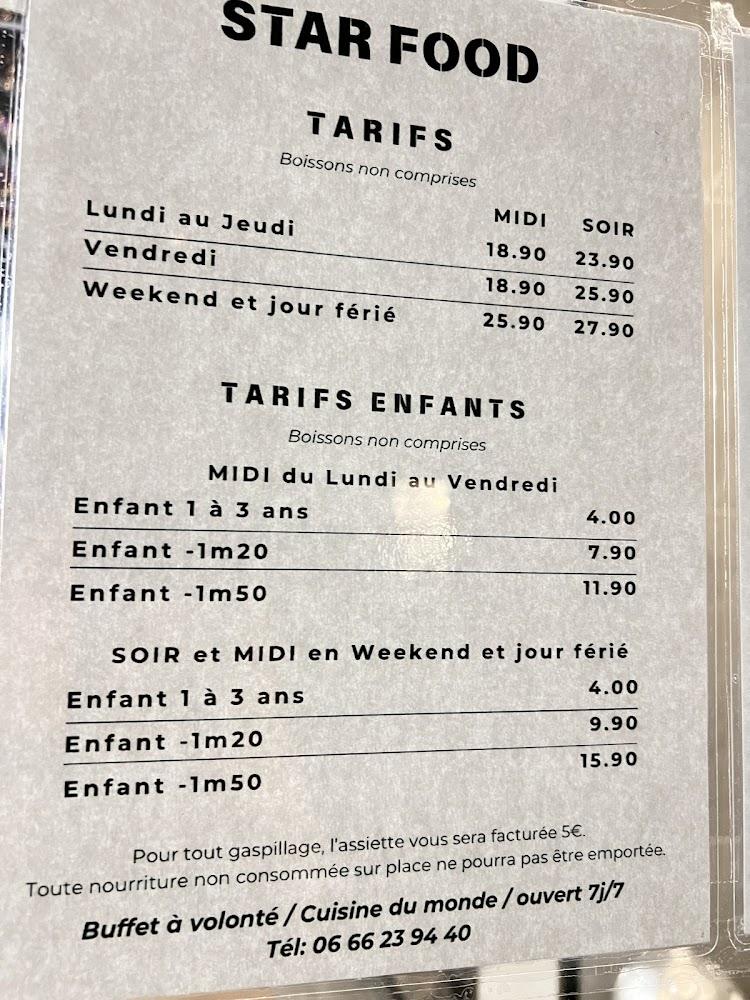 STAR FOOD
TARIFS
Boissons non comprises
MIDI SOIR
Lundi au Jeudi 18.90 23.90
Vendredi 18.90 25.90
Weekend et jour férié 25.90 27.90
TARIFS ENFANTS
Boissons non comprises
MIDI du Lundi au Vendredi
Enfant 1 à 3 ans 4.00
Enfant -1m20 7.90
Enfant -1m50 11.90
SOIR et MIDI en Weekend et jour férié
Enfant 1 à 3 ans 4.00
Enfant -1m20 9.90
Enfant -1m50 15.90
Pour tout gaspillage, l'assiette vous sera facturée 5€.
Toute nourriture non consommée sur place ne pourra pas être emportée.
Buffet à volonté / Cuisine du monde / ouvert 7j/7
Tél: 06 66 23 94 40